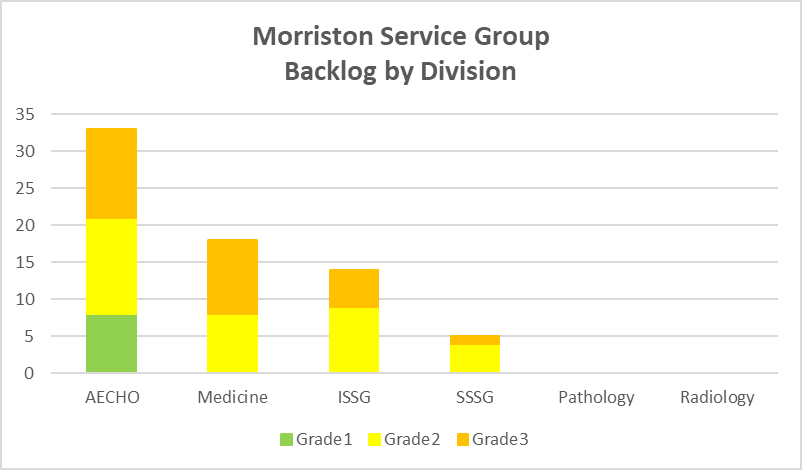 Morriston Service Group
Backlog by Division
35
30
25
20
15
10
5
0
AECHO Medicine ISSG SSSG Pathology Radiology
Grade1 Grade2 Grade3